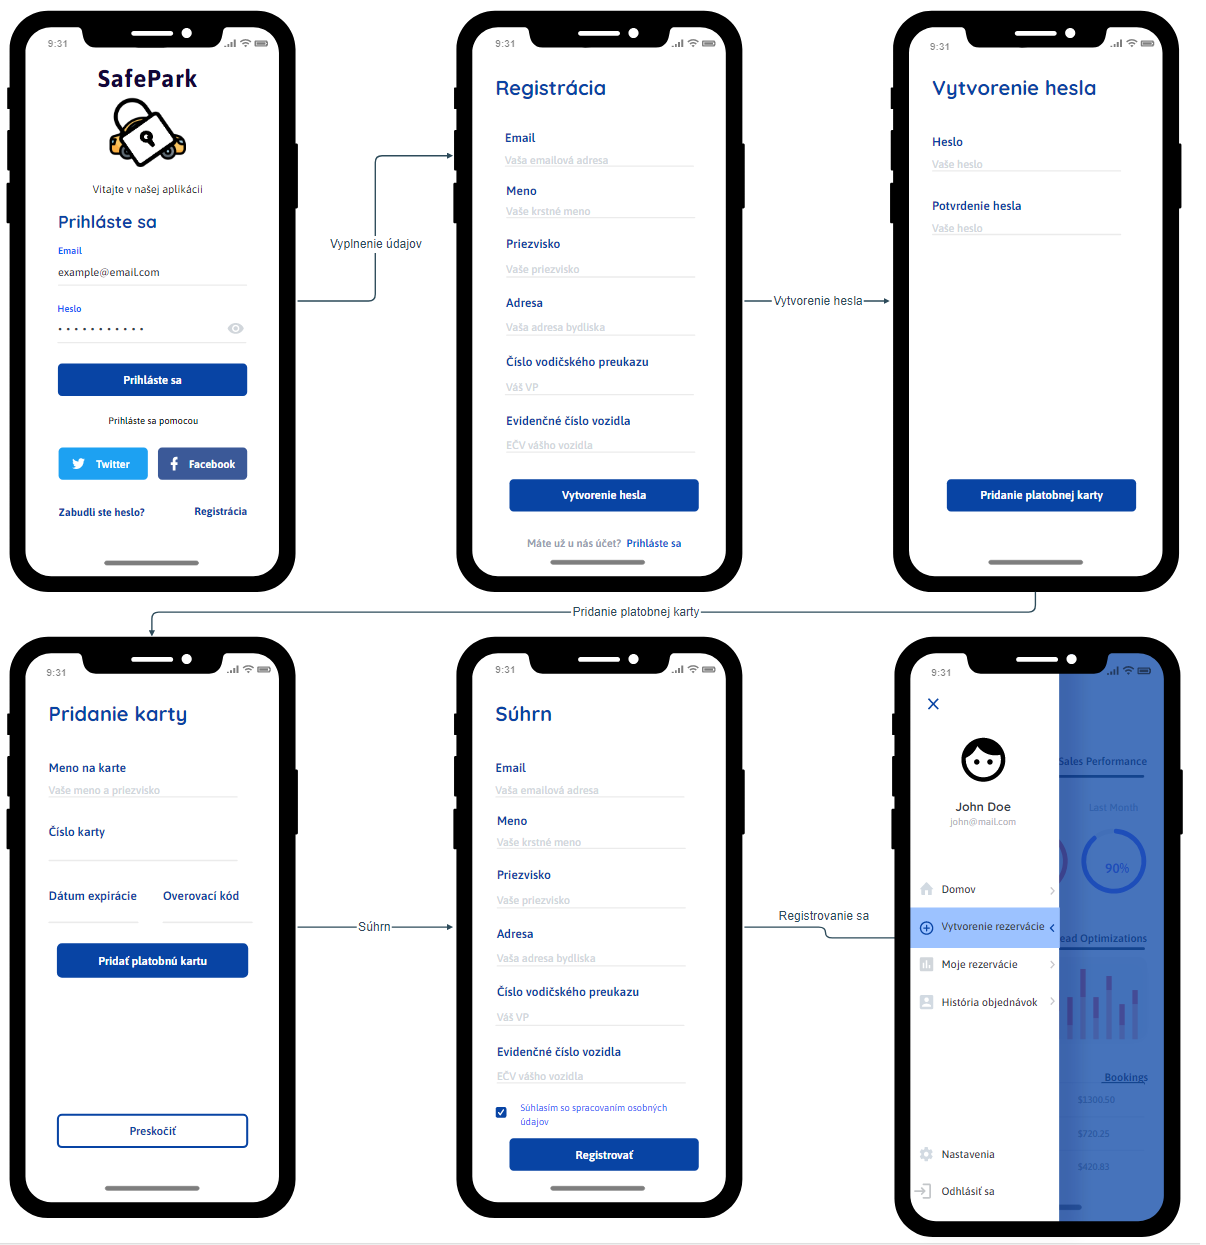 9:31
SafePark
Vitajte v našej aplikácii
Prihláste sa
Email
example@email.com
Heslo
Prihláste sa
Prihláste sa pomocou
Twitter
Facebook
Zabudli ste heslo?
Registrácia
Vyplnenie údajov
9:31
Registrácia
Email
Vaša emailová adresa
Meno
Vaše krstné meno
Priezvisko
Vaše priezvisko
Adresa
Vaša adresa bydliska
Číslo vodičského preukazu
Váš VP
Evidenčné číslo vozidla
EČV vášho vozidla
Vytvorenie hesla
Máte už u nás účet? Prihláste sa
Vytvorenie hesla
9:31
Vytvorenie hesla
Heslo
Vaše heslo
Potvrdenie hesla
Vaše heslo
Pridanie platobnej karty
Pridanie platobnej karty
9:31
Pridanie karty
Meno na karte
Vaše meno a priezvisko
Číslo karty
Dátum expirácie
Overovací kód
Pridať platobnú kartu
Preskočiť
Súhrn
9:31
Súhrn
Email
Vaša emailová adresa
Meno
Vaše krstné meno
Priezvisko
Vaše priezvisko
Adresa
Vaša adresa bydliska
Číslo vodičského preukazu
Váš VP
Evidenčné číslo vozidla
EČV vášho vozidla
Súhlasím so spracovaním osobných
údajov
Registrovať
Registrovanie sa
9:31
John Doe
john@mail.com
Domov
Vytvorenie rezervácie
Moje rezervácie
História objednávok
Nastavenia
Odhlásiť sa
Sales Performance
Last Month
90%
ead Optimizations
Bookings
$1300.50
$720.25
$420.83